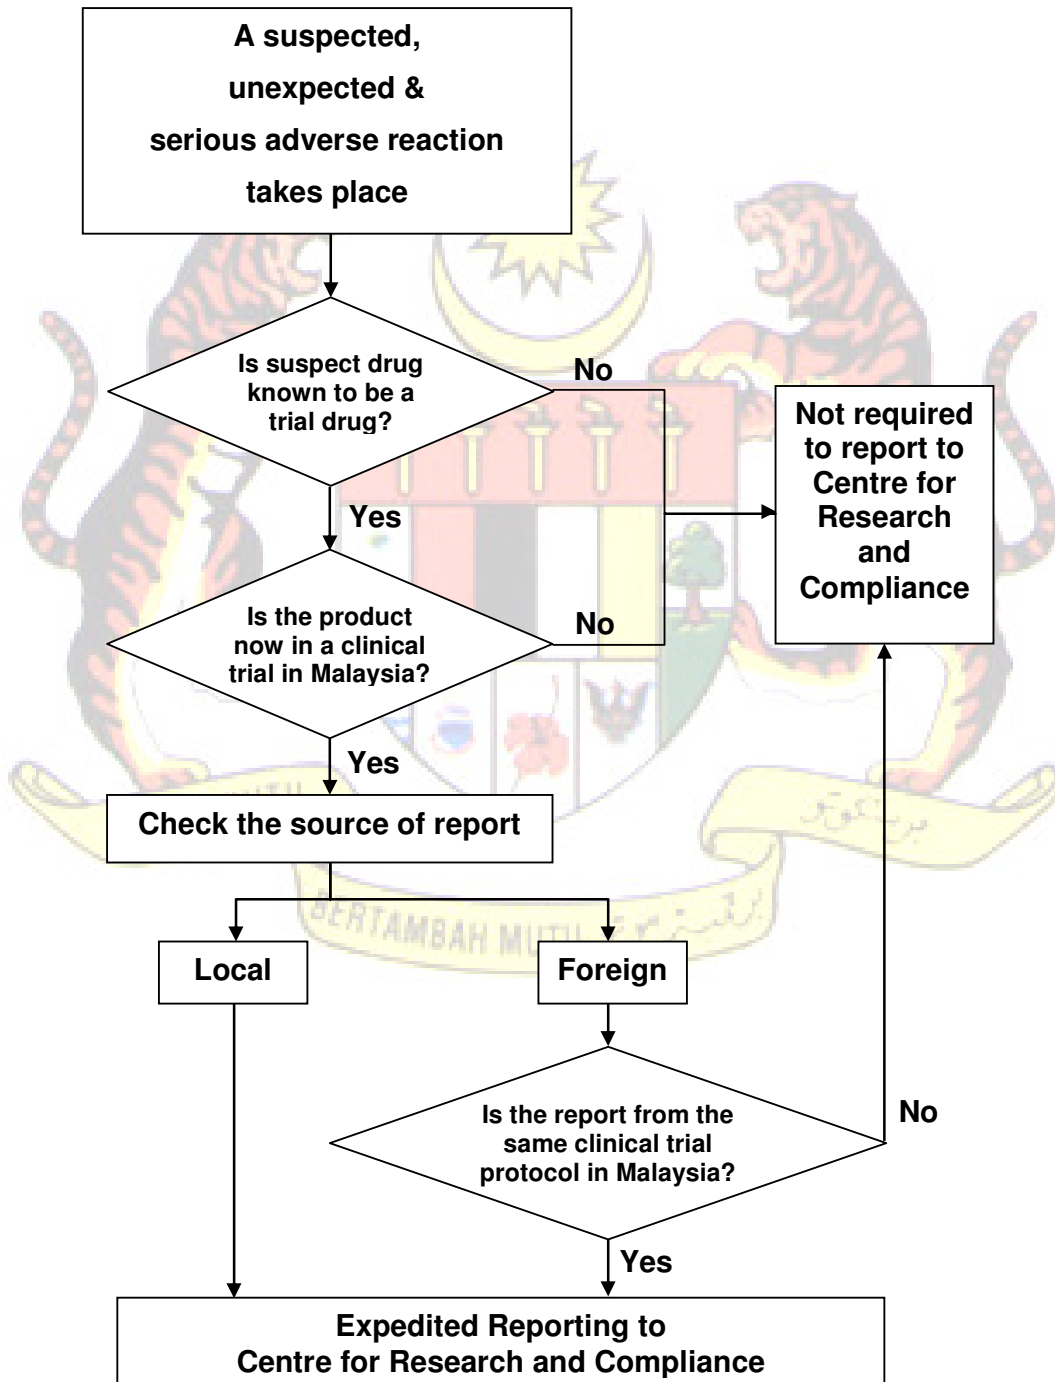 A suspected,
unexpected &
serious adverse reaction
takes place
Is suspect drug
known to be a
trial drug?
No
Not required
to report to
Centre for
Research
and
Compliance
Yes
Is the product
now in a clinical
trial in Malaysia?
No
Yes
Check the source of report
BERTAMBAH MUTU
Local
Foreign
Is the report from the
same clinical trial
protocol in Malaysia?
No
Yes
Expedited Reporting to
Centre for Research and Compliance